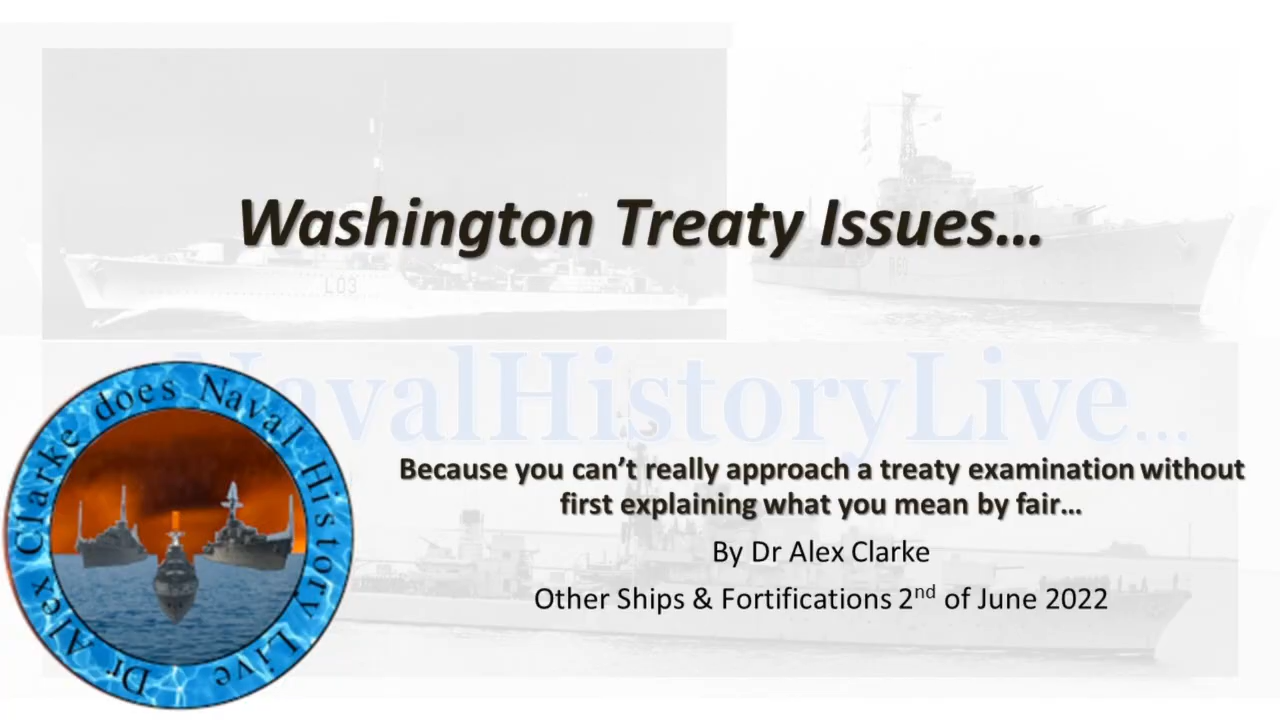 Washington Treaty Issues...
L03
R60
NavalHistoryLive...
Because you can't really approach a treaty examination without
first explaining what you mean by fair...
By Dr Alex Clarke
Other Ships & Fortifications 2nd of June 2022
Dr Alex Clarke does Naval History Live